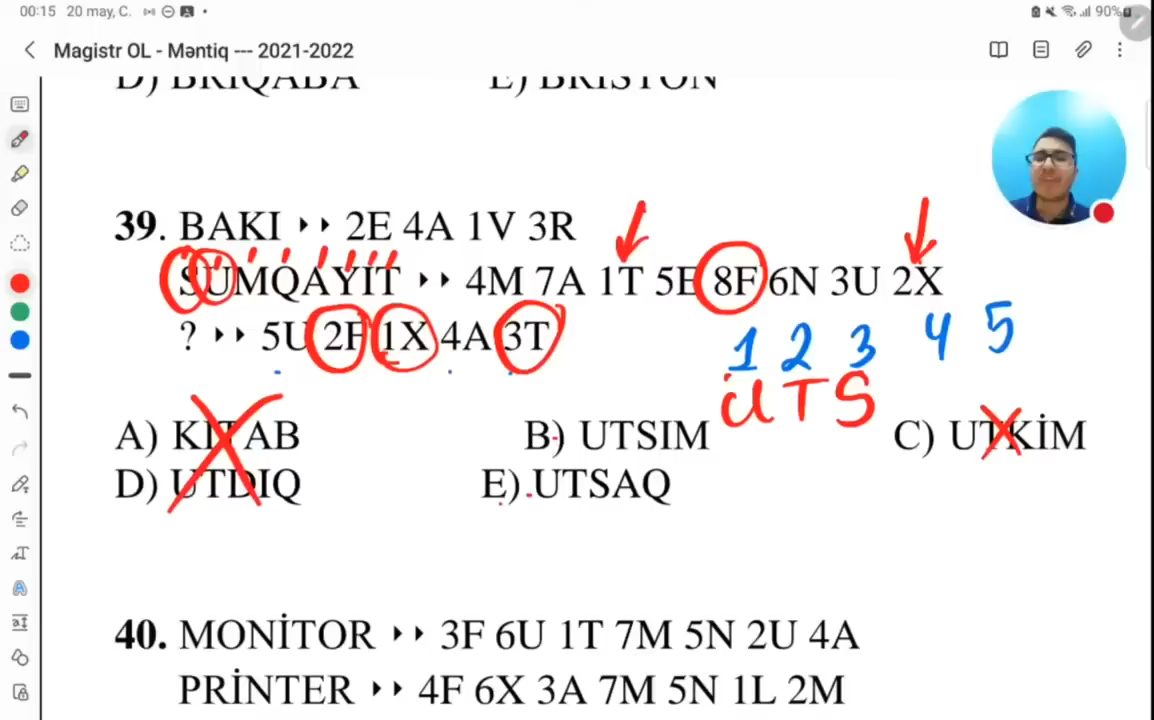 00:15 20 may, C.
90%
Magistr OL - Məntiq --- 2021-2022
D) BRIQABA E) BRISTON
39. BAKI 2E 4A 1V 3R
SUMQAYIT 4M 7A 1T 5E 8F 6N 3U 2X
? 5U 2F 1X 4A 3T
1 2 3 4 5
U T S
A) KİTAB B) UTSIM C) UTKİM
D) UTDIQ E) UTSAQ
40. MONİTOR 3F 6U 1T 7M 5N 2U 4A
PRİNTER 4F 6X 3A 7M 5N 1L 2M